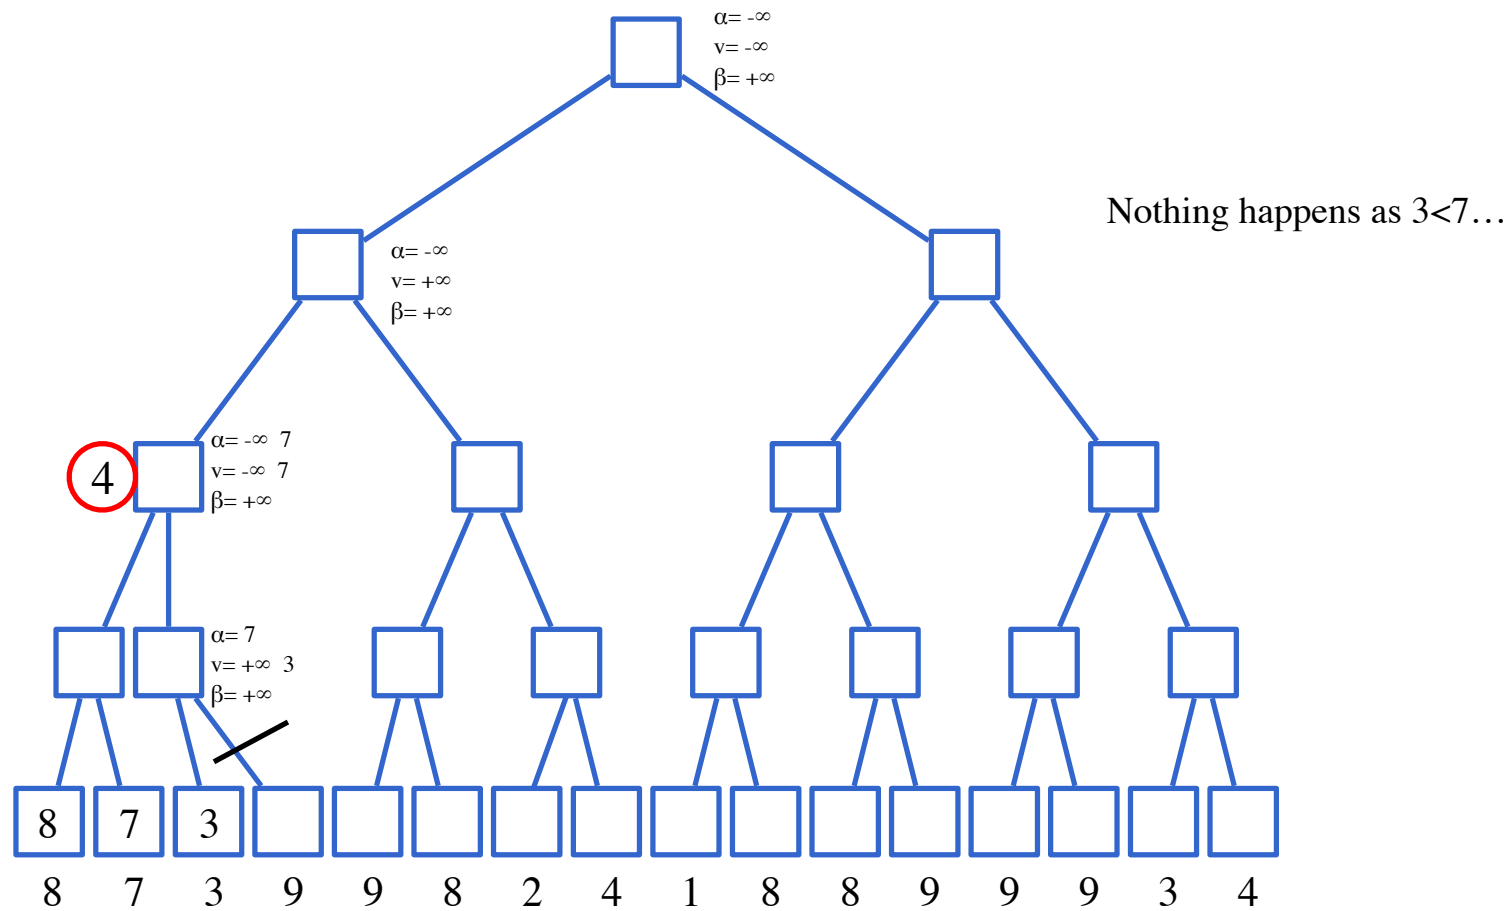 α= -∞
v= -∞
β= +∞
Nothing happens as 3<7…
α= -∞
v= +∞
β= +∞
4
α= -∞ 7
v= -∞ 7
β= +∞
α= 7
v= +∞ 3
β= +∞
8 7 3
8 7 3 9 9 8 2 4 1 8 8 9 9 9 3 4